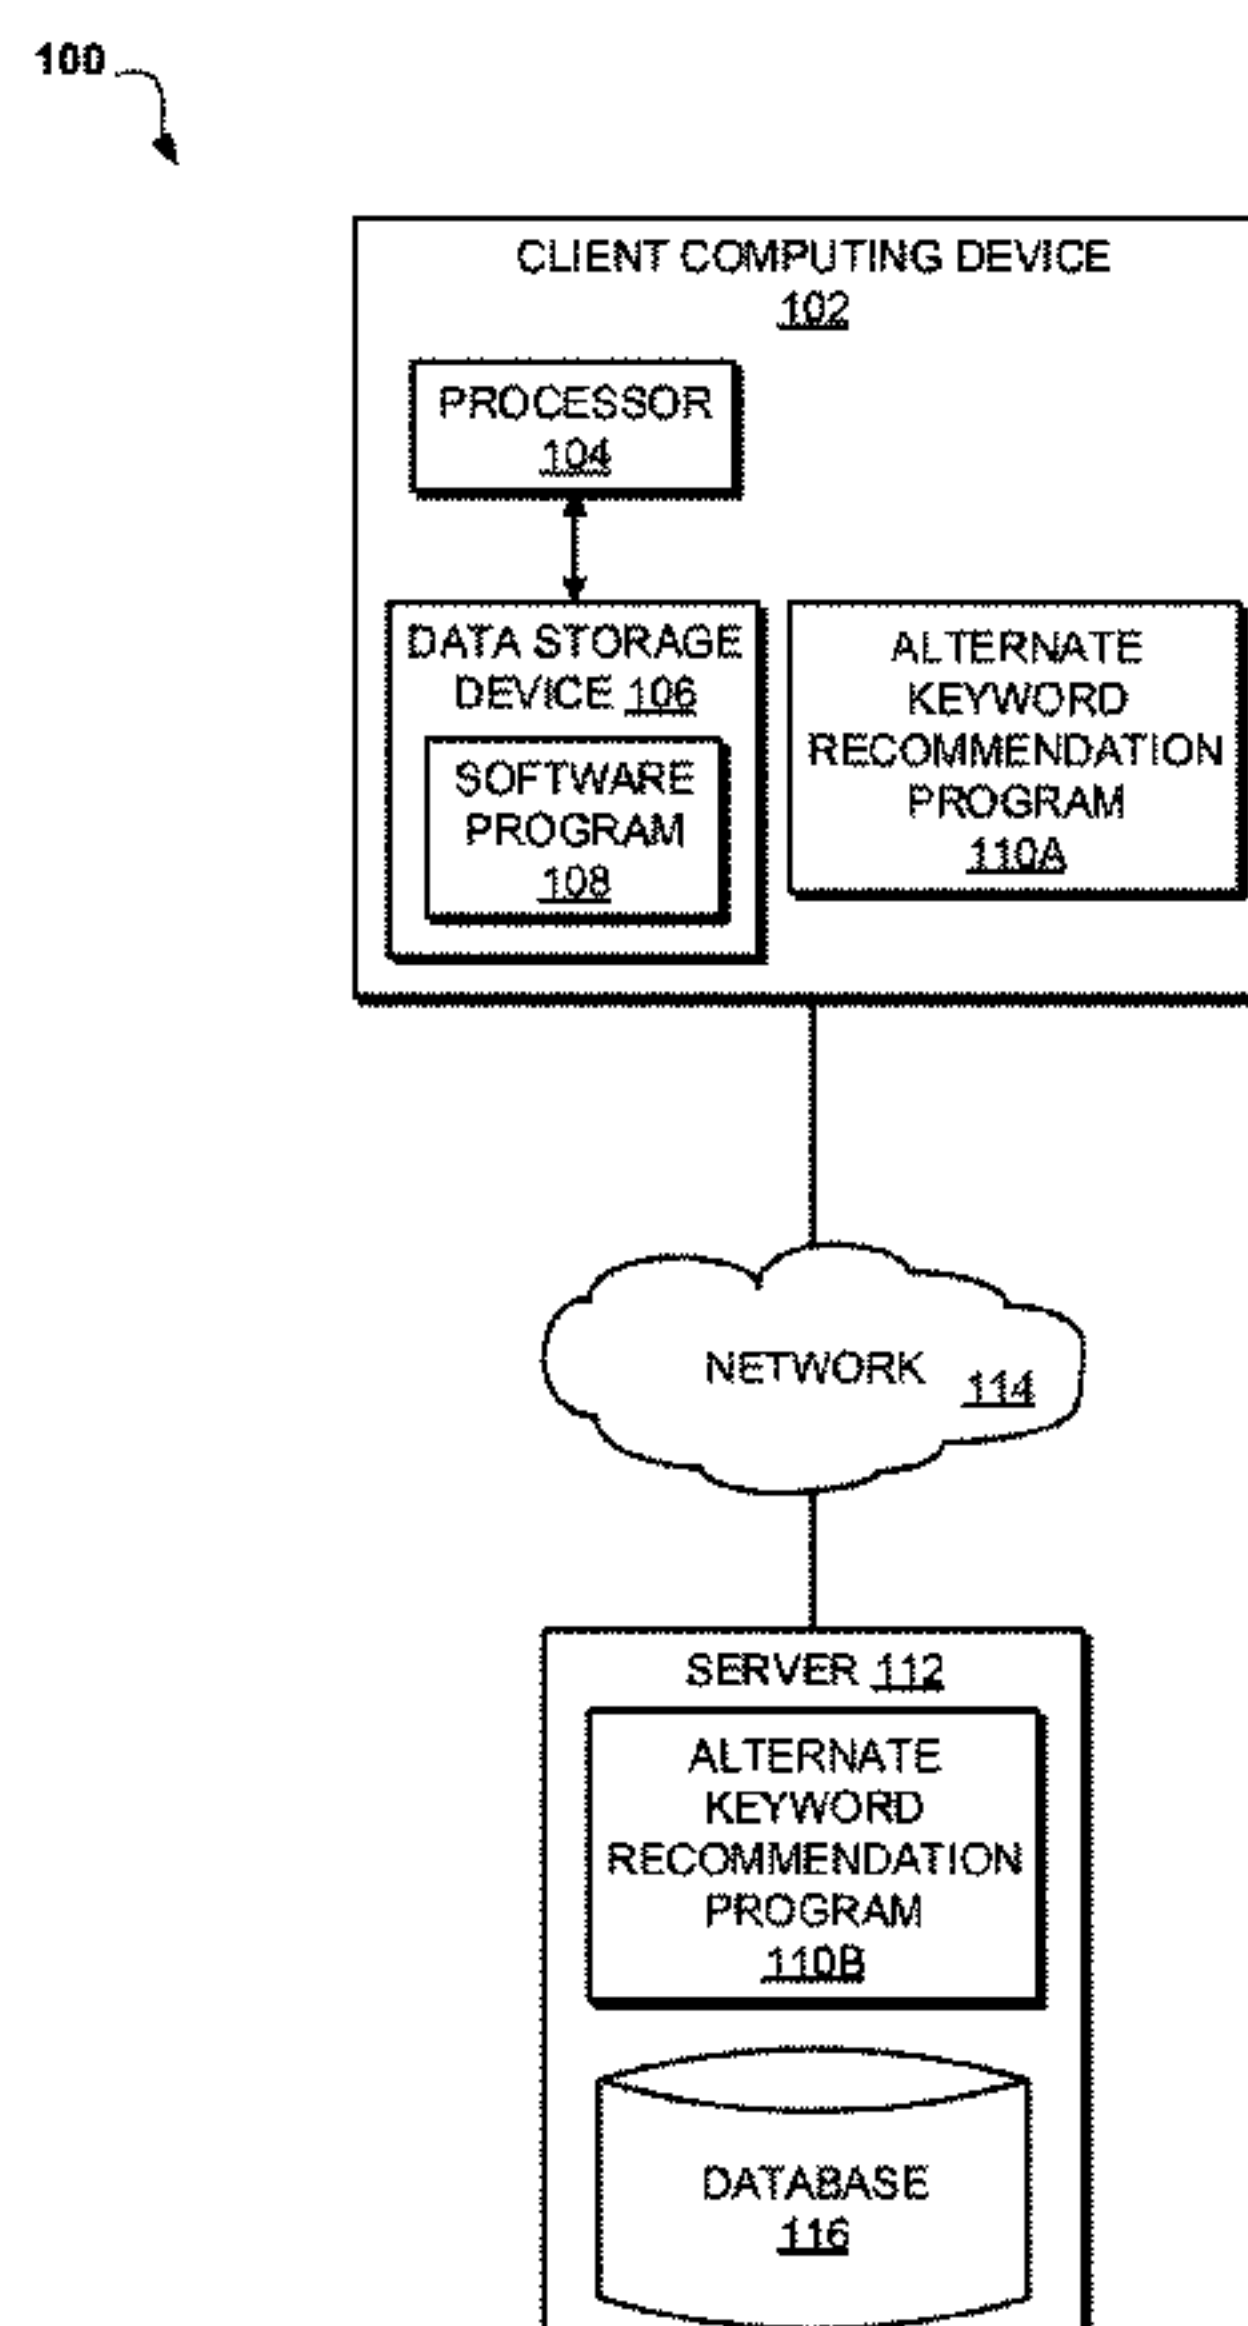 100
CLIENT COMPUTING DEVICE
102
PROCESSOR
104
DATA STORAGE
DEVICE 106
SOFTWARE
PROGRAM
108
ALTERNATE
KEYWORD
RECOMMENDATION
PROGRAM
110A
NETWORK 114
SERVER 112
ALTERNATE
KEYWORD
RECOMMENDATION
PROGRAM
110B
DATABASE
116